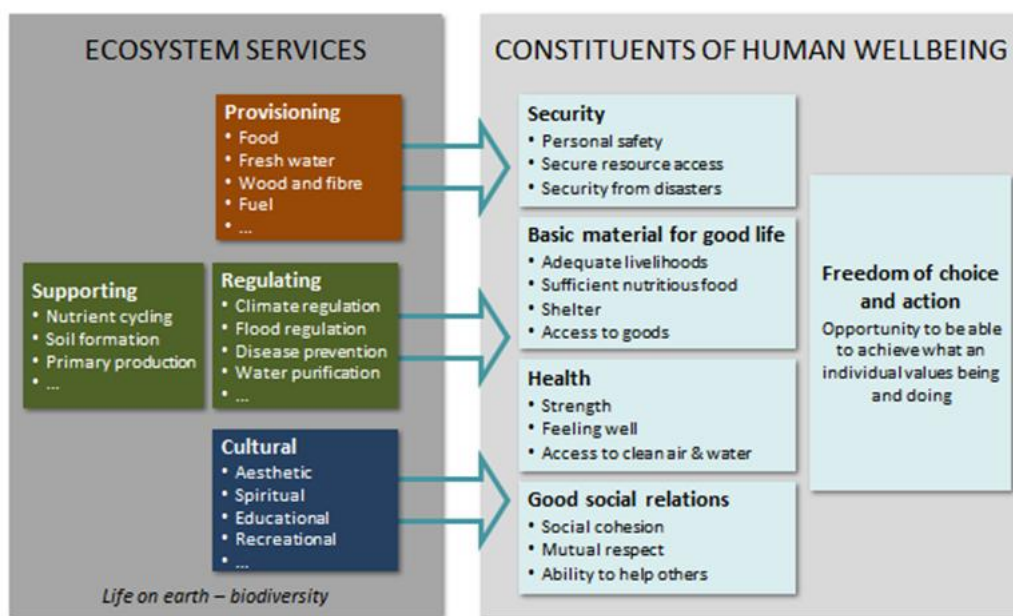 ECOSYSTEM SERVICES
Provisioning
• Food
• Fresh water
• Wood and fibre
• Fuel
• ...
Supporting
• Nutrient cycling
• Soil formation
• Primary production
• ...
Regulating
• Climate regulation
• Flood regulation
• Disease prevention
• Water purification
• ...
Cultural
• Aesthetic
• Spiritual
• Educational
• Recreational
• ...
Life on earth – biodiversity
CONSTITUENTS OF HUMAN WELLBEING
Security
• Personal safety
• Secure resource access
• Security from disasters
Basic material for good life
• Adequate livelihoods
• Sufficient nutritious food
• Shelter
• Access to goods
Health
• Strength
• Feeling well
• Access to clean air & water
Good social relations
• Social cohesion
• Mutual respect
• Ability to help others
Freedom of choice
and action
Opportunity to be able
to achieve what an
individual values being
and doing